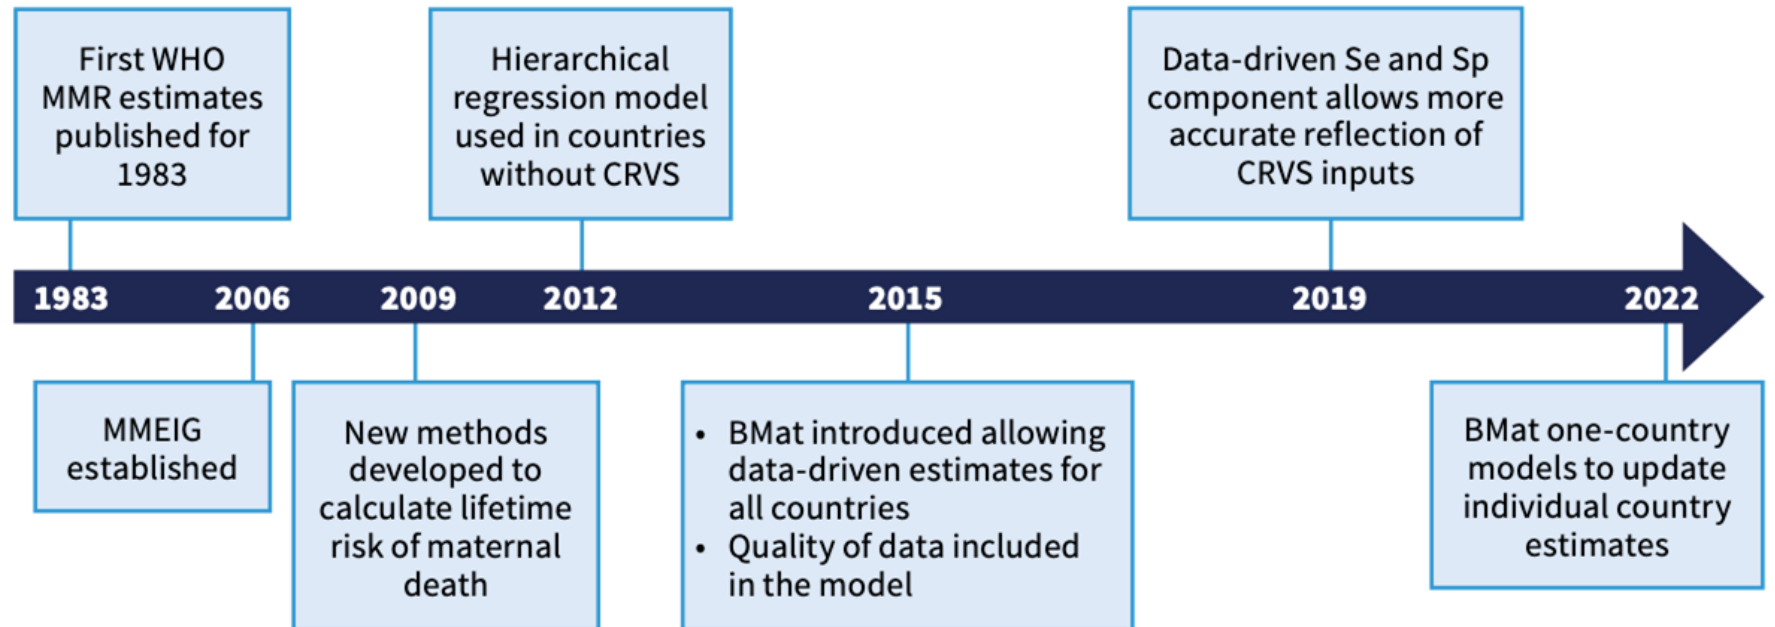 First WHO
MMR estimates
published for
1983
Hierarchical
regression model
used in countries
without CRVS
Data-driven Se and Sp
component allows more
accurate reflection of
CRVS inputs
1983 2006 2009 2012 2015 2019 2022
MMEIG
established
New methods
developed to
calculate lifetime
risk of maternal
death
• BMat introduced allowing
data-driven estimates for
all countries
• Quality of data included
in the model
BMat one-country
models to update
individual country
estimates